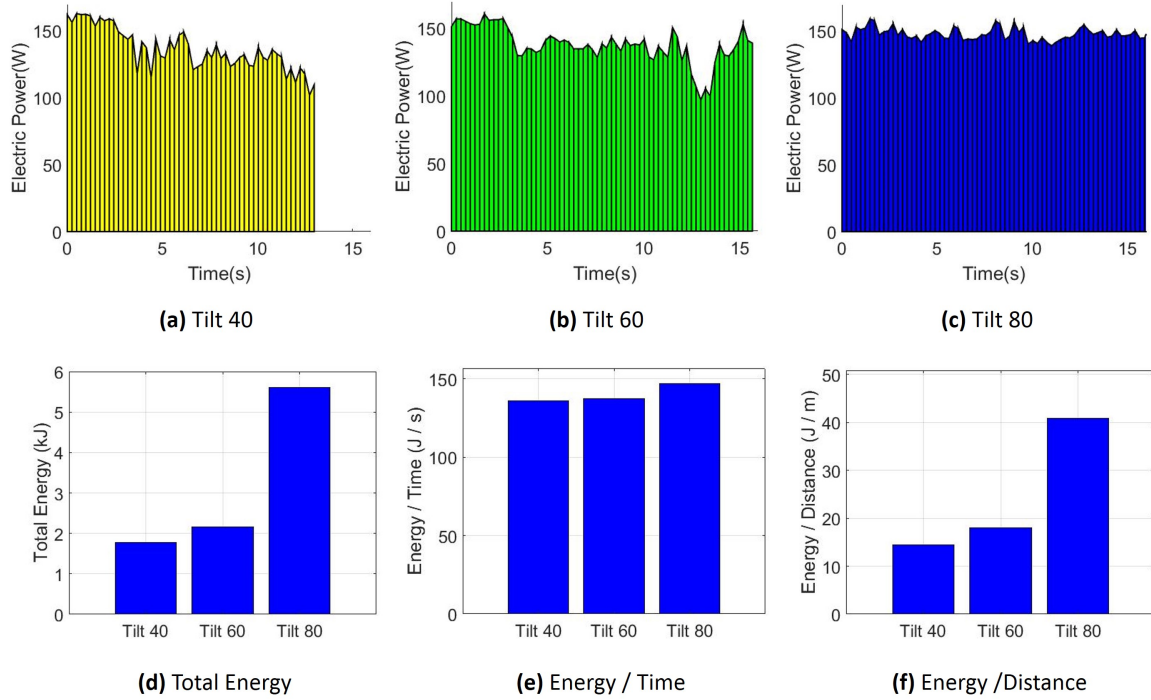 150
100
50
0
Electric Power(W)
0 5 10 15
Time(s)
(a) Tilt 40
150
100
50
0
Electric Power(W)
0 5 10 15
Time(s)
(b) Tilt 60
150
100
50
0
Electric Power(W)
0 5 10 15
Time(s)
(c) Tilt 80
6
5
4
3
2
1
0
Total Energy (kJ)
Tilt 40 Tilt 60 Tilt 80
(d) Total Energy
150
100
50
0
Energy / Time (J / s)
Tilt 40 Tilt 60 Tilt 80
(e) Energy / Time
50
40
30
20
10
0
Energy / Distance (J / m)
Tilt 40 Tilt 60 Tilt 80
(f) Energy /Distance